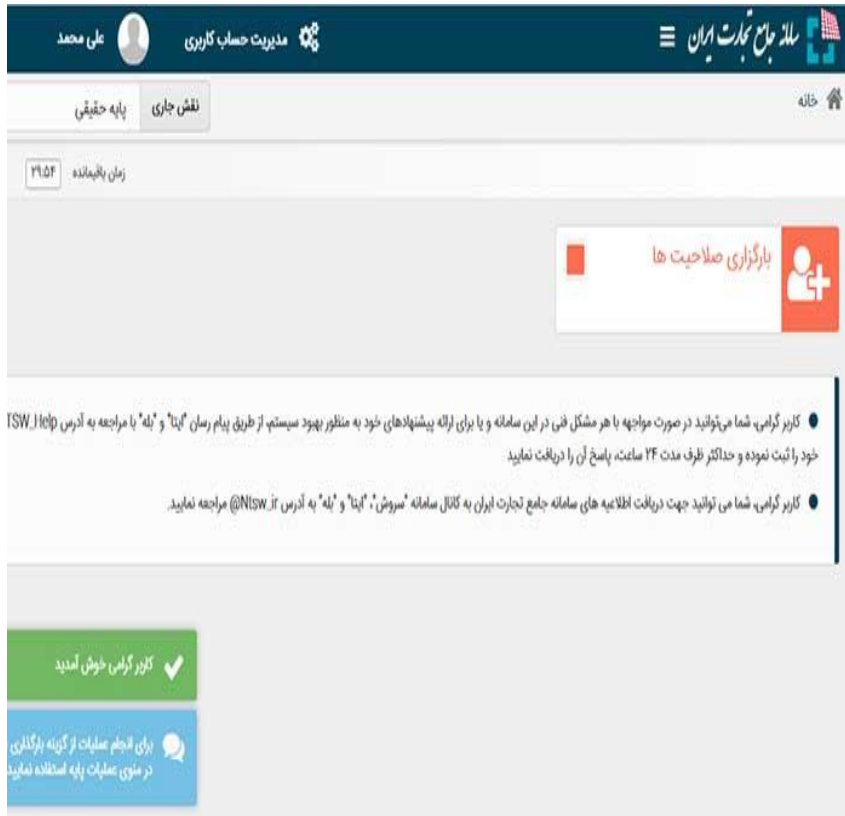 سامانه جامع تجارت ایران
مدیریت حساب کاربری
علی محمد
خانه
نقش جاری
پایه حقیقی
زمان باقیمانده ۲۹:۵۴
بارگزاری صلاحیت ها
کاربر گرامی، شما می‌توانید در صورت مواجهه با هر مشکل فنی در این سامانه و یا برای ارائه پیشنهادهای خود به منظور بهبود سیستم، از طریق پیام رسان "ایتا" و "بله" با مراجعه به آدرس TSW_Help
خود را ثبت نموده و حداکثر ظرف مدت ۲۴ ساعت، پاسخ آن را دریافت نمایید
کاربر گرامی، شما می توانید جهت دریافت اطلاعیه های سامانه جامع تجارت ایران به کانال سامانه "سروش"، "ایتا" و "بله" به آدرس Ntsw_ir@ مراجعه نمایید.
کاربر گرامی خوش آمدید
برای انجام عملیات از گزینه بارگذاری
در منوی عملیات پایه استفاده نمایید